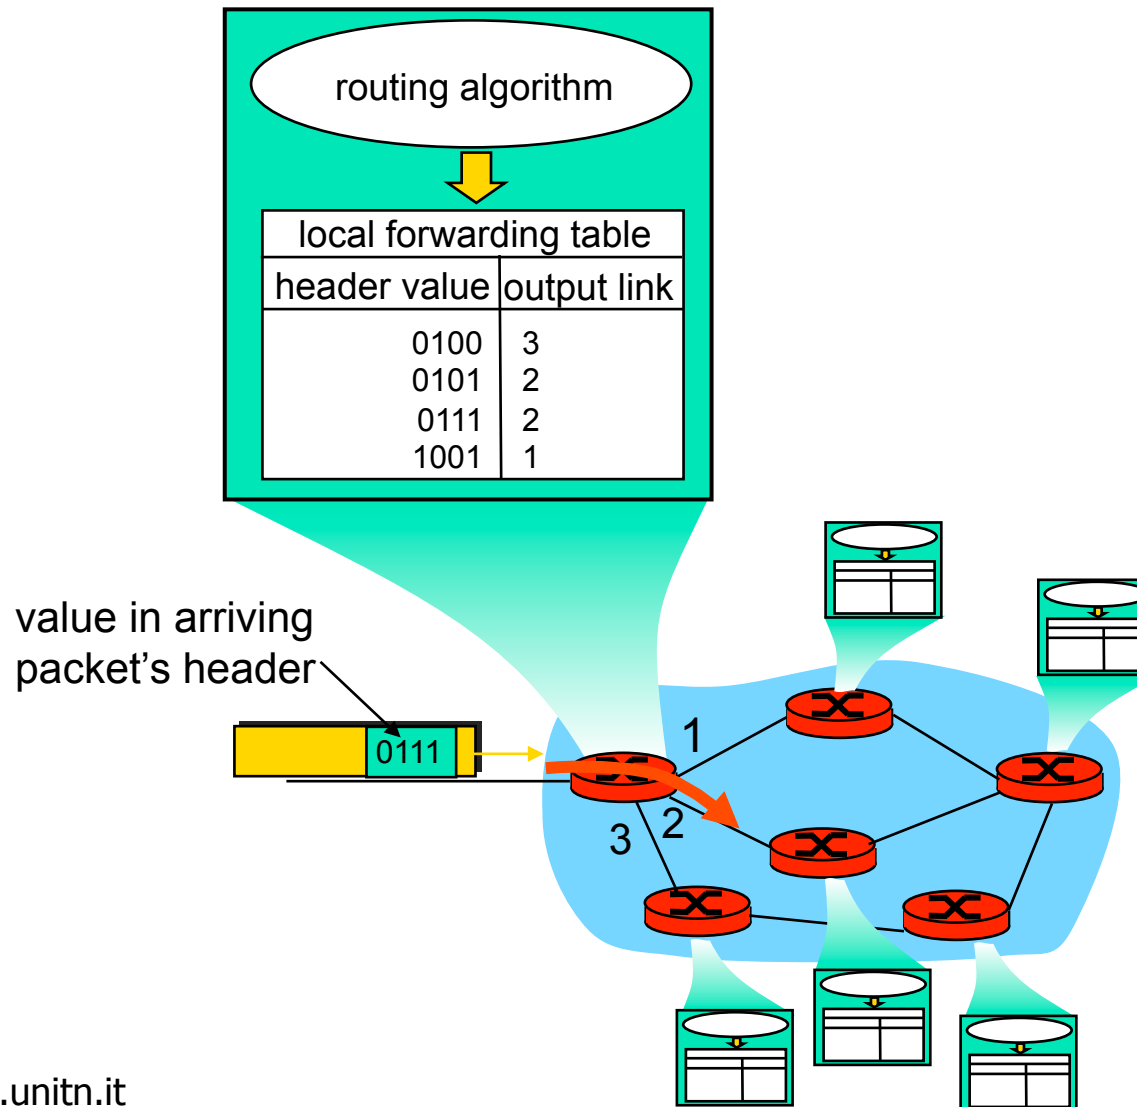 routing algorithm
local forwarding table
header value output link
0100 3
0101 2
0111 2
1001 1
value in arriving
packet's header
0111
1
2
3
.unitn.it